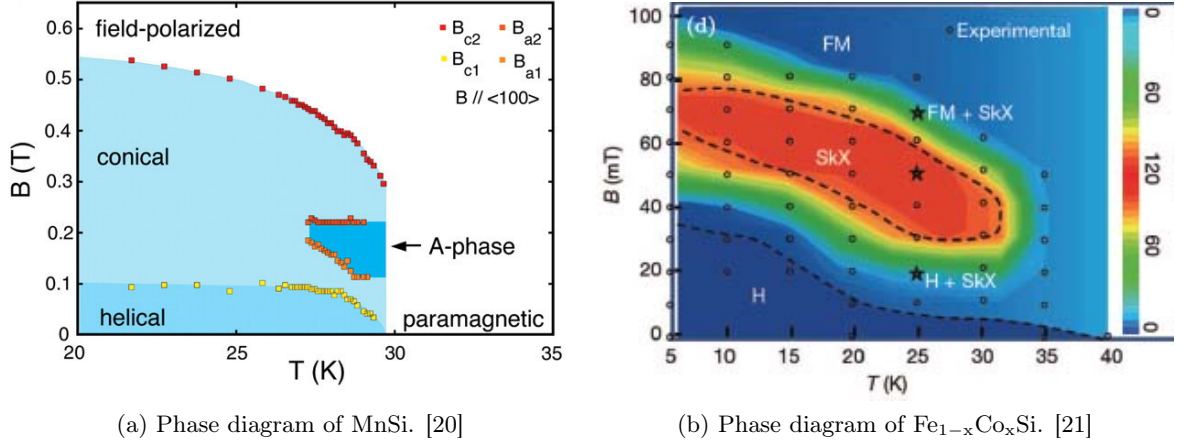 0.6
0.5
0.4
0.3
0.2
0.1
0
B (T)
field-polarized
B_c2 B_a2
B_c1 B_a1
B // <100>
conical
A-phase
helical
paramagnetic
20 25 30 35
T (K)
(a) Phase diagram of MnSi. [20]
(d)
100
80
60
40
20
0
B (mT)
FM
Experimental
FM + SkX
SkX
H + SkX
H
5 10 15 20 25 30 35 40
T (K)
0
60
120
60
0
(b) Phase diagram of Fe₁₋ₓCoₓSi. [21]